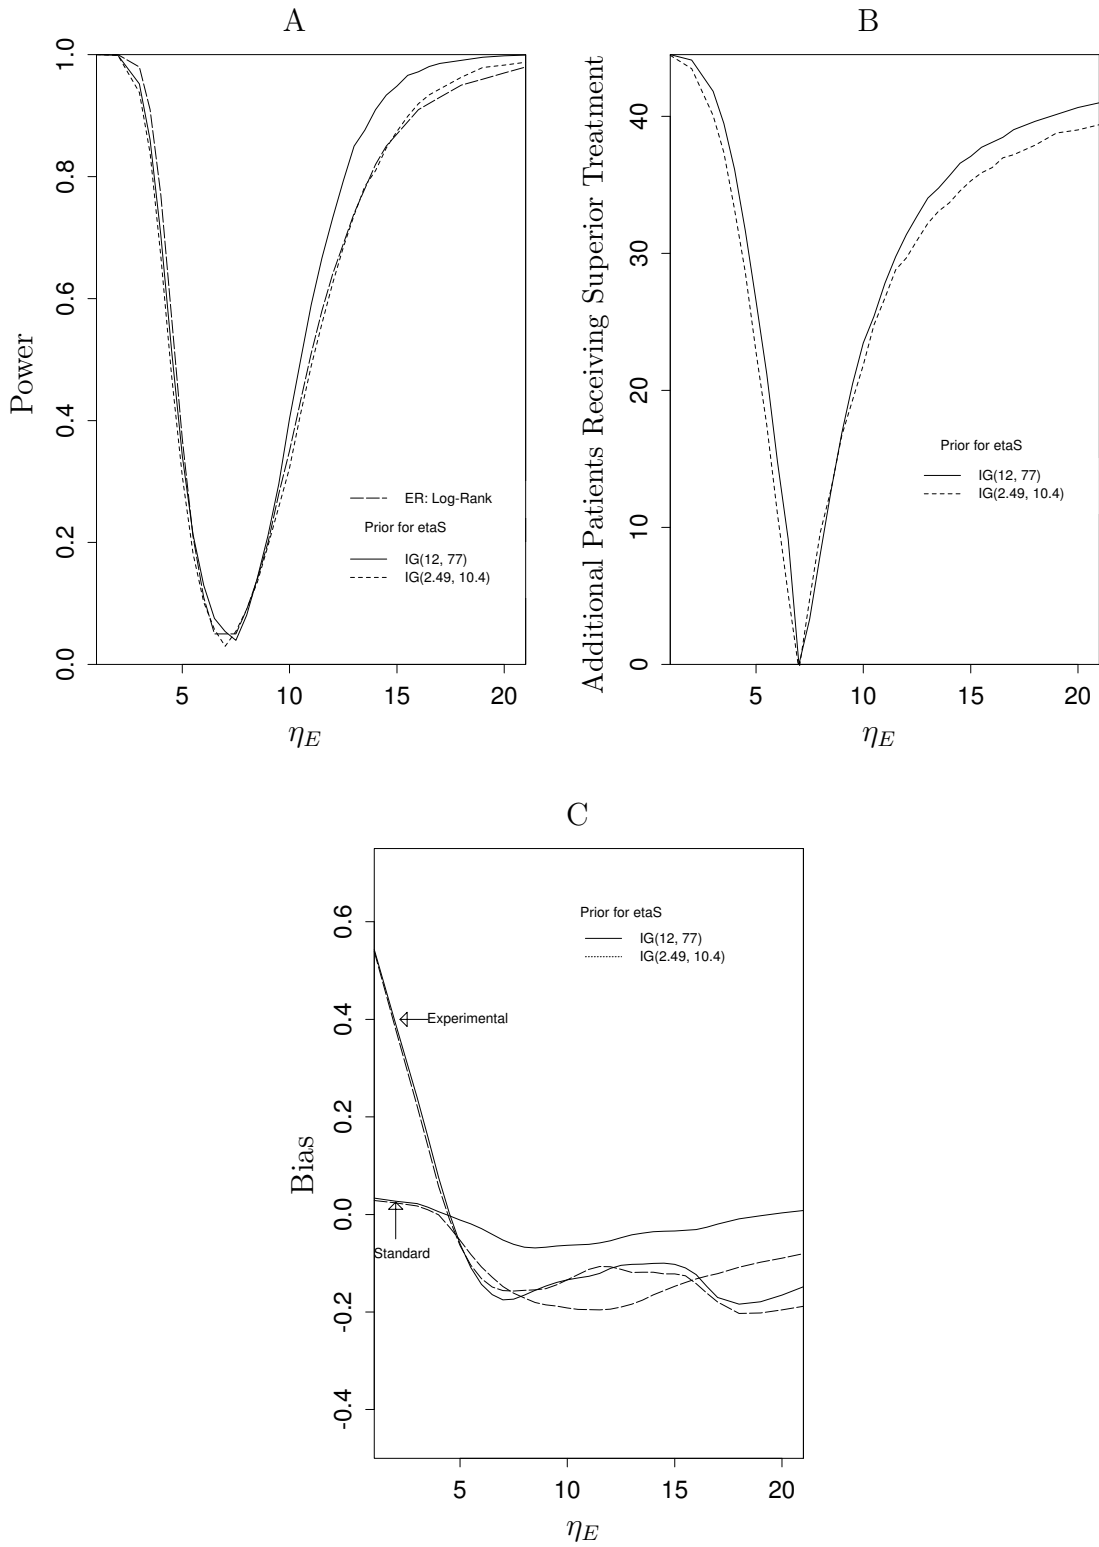 A
Power
1.0
0.8
0.6
0.4
0.2
0.0
ER: Log-Rank
Prior for etaS
IG(12, 77)
IG(2.49, 10.4)
5 10 15 20
η_E
B
Additional Patients Receiving Superior Treatment
40
30
20
10
0
Prior for etaS
IG(12, 77)
IG(2.49, 10.4)
5 10 15 20
η_E
C
Bias
0.6
0.4
0.2
0.0
-0.2
-0.4
Prior for etaS
IG(12, 77)
IG(2.49, 10.4)
Experimental
Standard
5 10 15 20
η_E